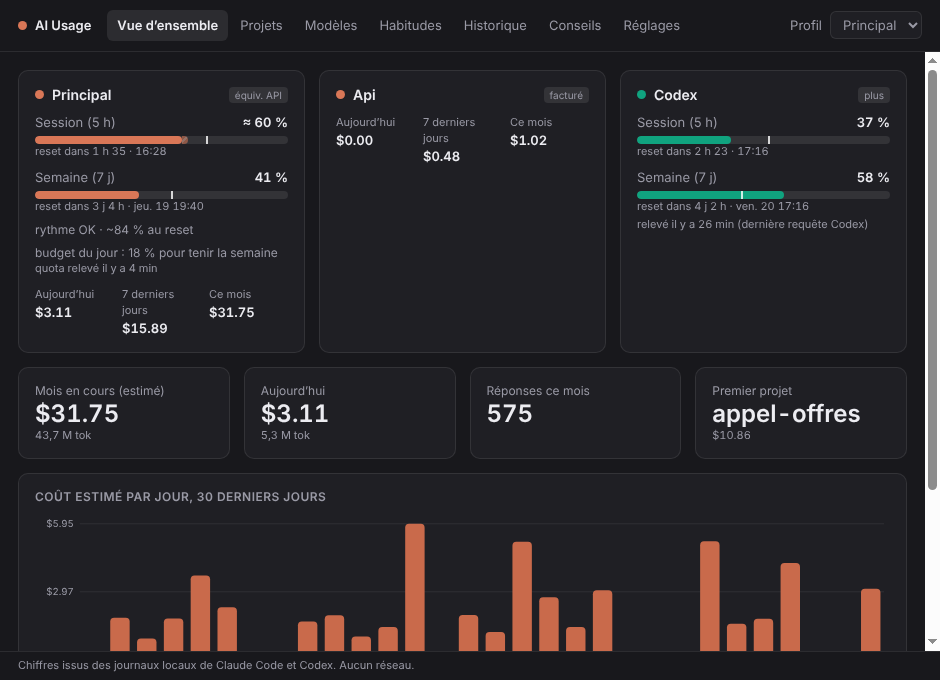 AI Usage
Vue d’ensemble
Projets
Modèles
Habitudes
Historique
Conseils
Réglages
Profil
Principal
Principal
équiv. API
Session (5 h)
≈ 60 %
reset dans 1 h 35 · 16:28
Semaine (7 j)
41 %
reset dans 3 j 4 h · jeu. 19 19:40
rythme OK · ~84 % au reset
budget du jour : 18 % pour tenir la semaine
quota relevé il y a 4 min
Aujourd’hui
$3.11
7 derniers
jours
$15.89
Ce mois
$31.75
Api
facturé
Aujourd’hui
$0.00
7 derniers
jours
$0.48
Ce mois
$1.02
Codex
plus
Session (5 h)
37 %
reset dans 2 h 23 · 17:16
Semaine (7 j)
58 %
reset dans 4 j 2 h · ven. 20 17:16
relevé il y a 26 min (dernière requête Codex)
Mois en cours (estimé)
$31.75
43,7 M tok
Aujourd’hui
$3.11
5,3 M tok
Réponses ce mois
575
Premier projet
appel-offres
$10.86
COÛT ESTIMÉ PAR JOUR, 30 DERNIERS JOURS
$5.95
$2.97
Chiffres issus des journaux locaux de Claude Code et Codex. Aucun réseau.